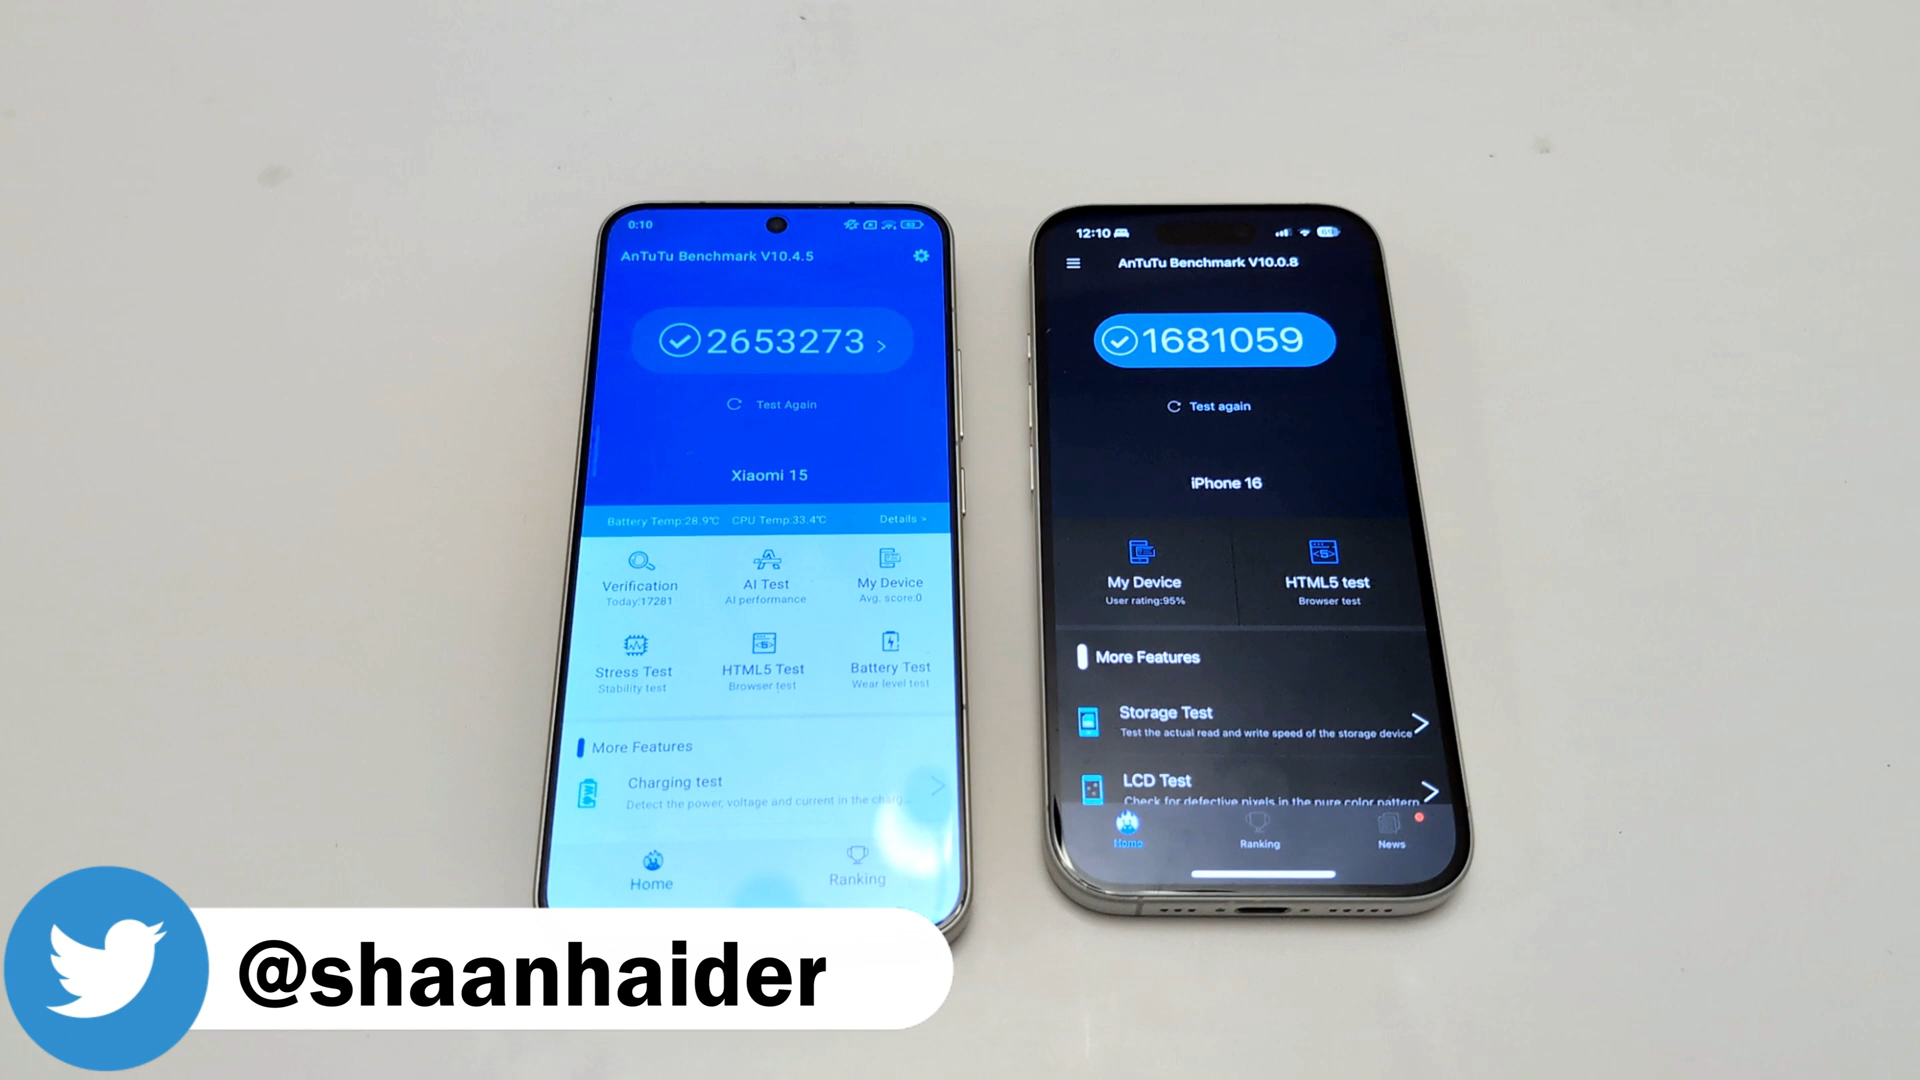 0:10
AnTuTu Benchmark V10.4.5
2653273 >
Test Again
Xiaomi 15
Battery Temp:28.9℃ CPU Temp:33.4℃ Details >
Verification
Today:17281
AI Test
AI performance
My Device
Avg. score:0
Stress Test
Stability test
HTML5 Test
Browser test
Battery Test
Wear level test
More Features
Charging test
Detect the power, voltage and current in the charg...
Home
Ranking
12:10
AnTuTu Benchmark V10.0.8
1681059
Test again
iPhone 16
My Device
User rating:95%
HTML5 test
Browser test
More Features
Storage Test
Test the actual read and write speed of the storage device
LCD Test
Check for defective pixels in the pure color pattern
Home
Ranking
News
@shaanhaider